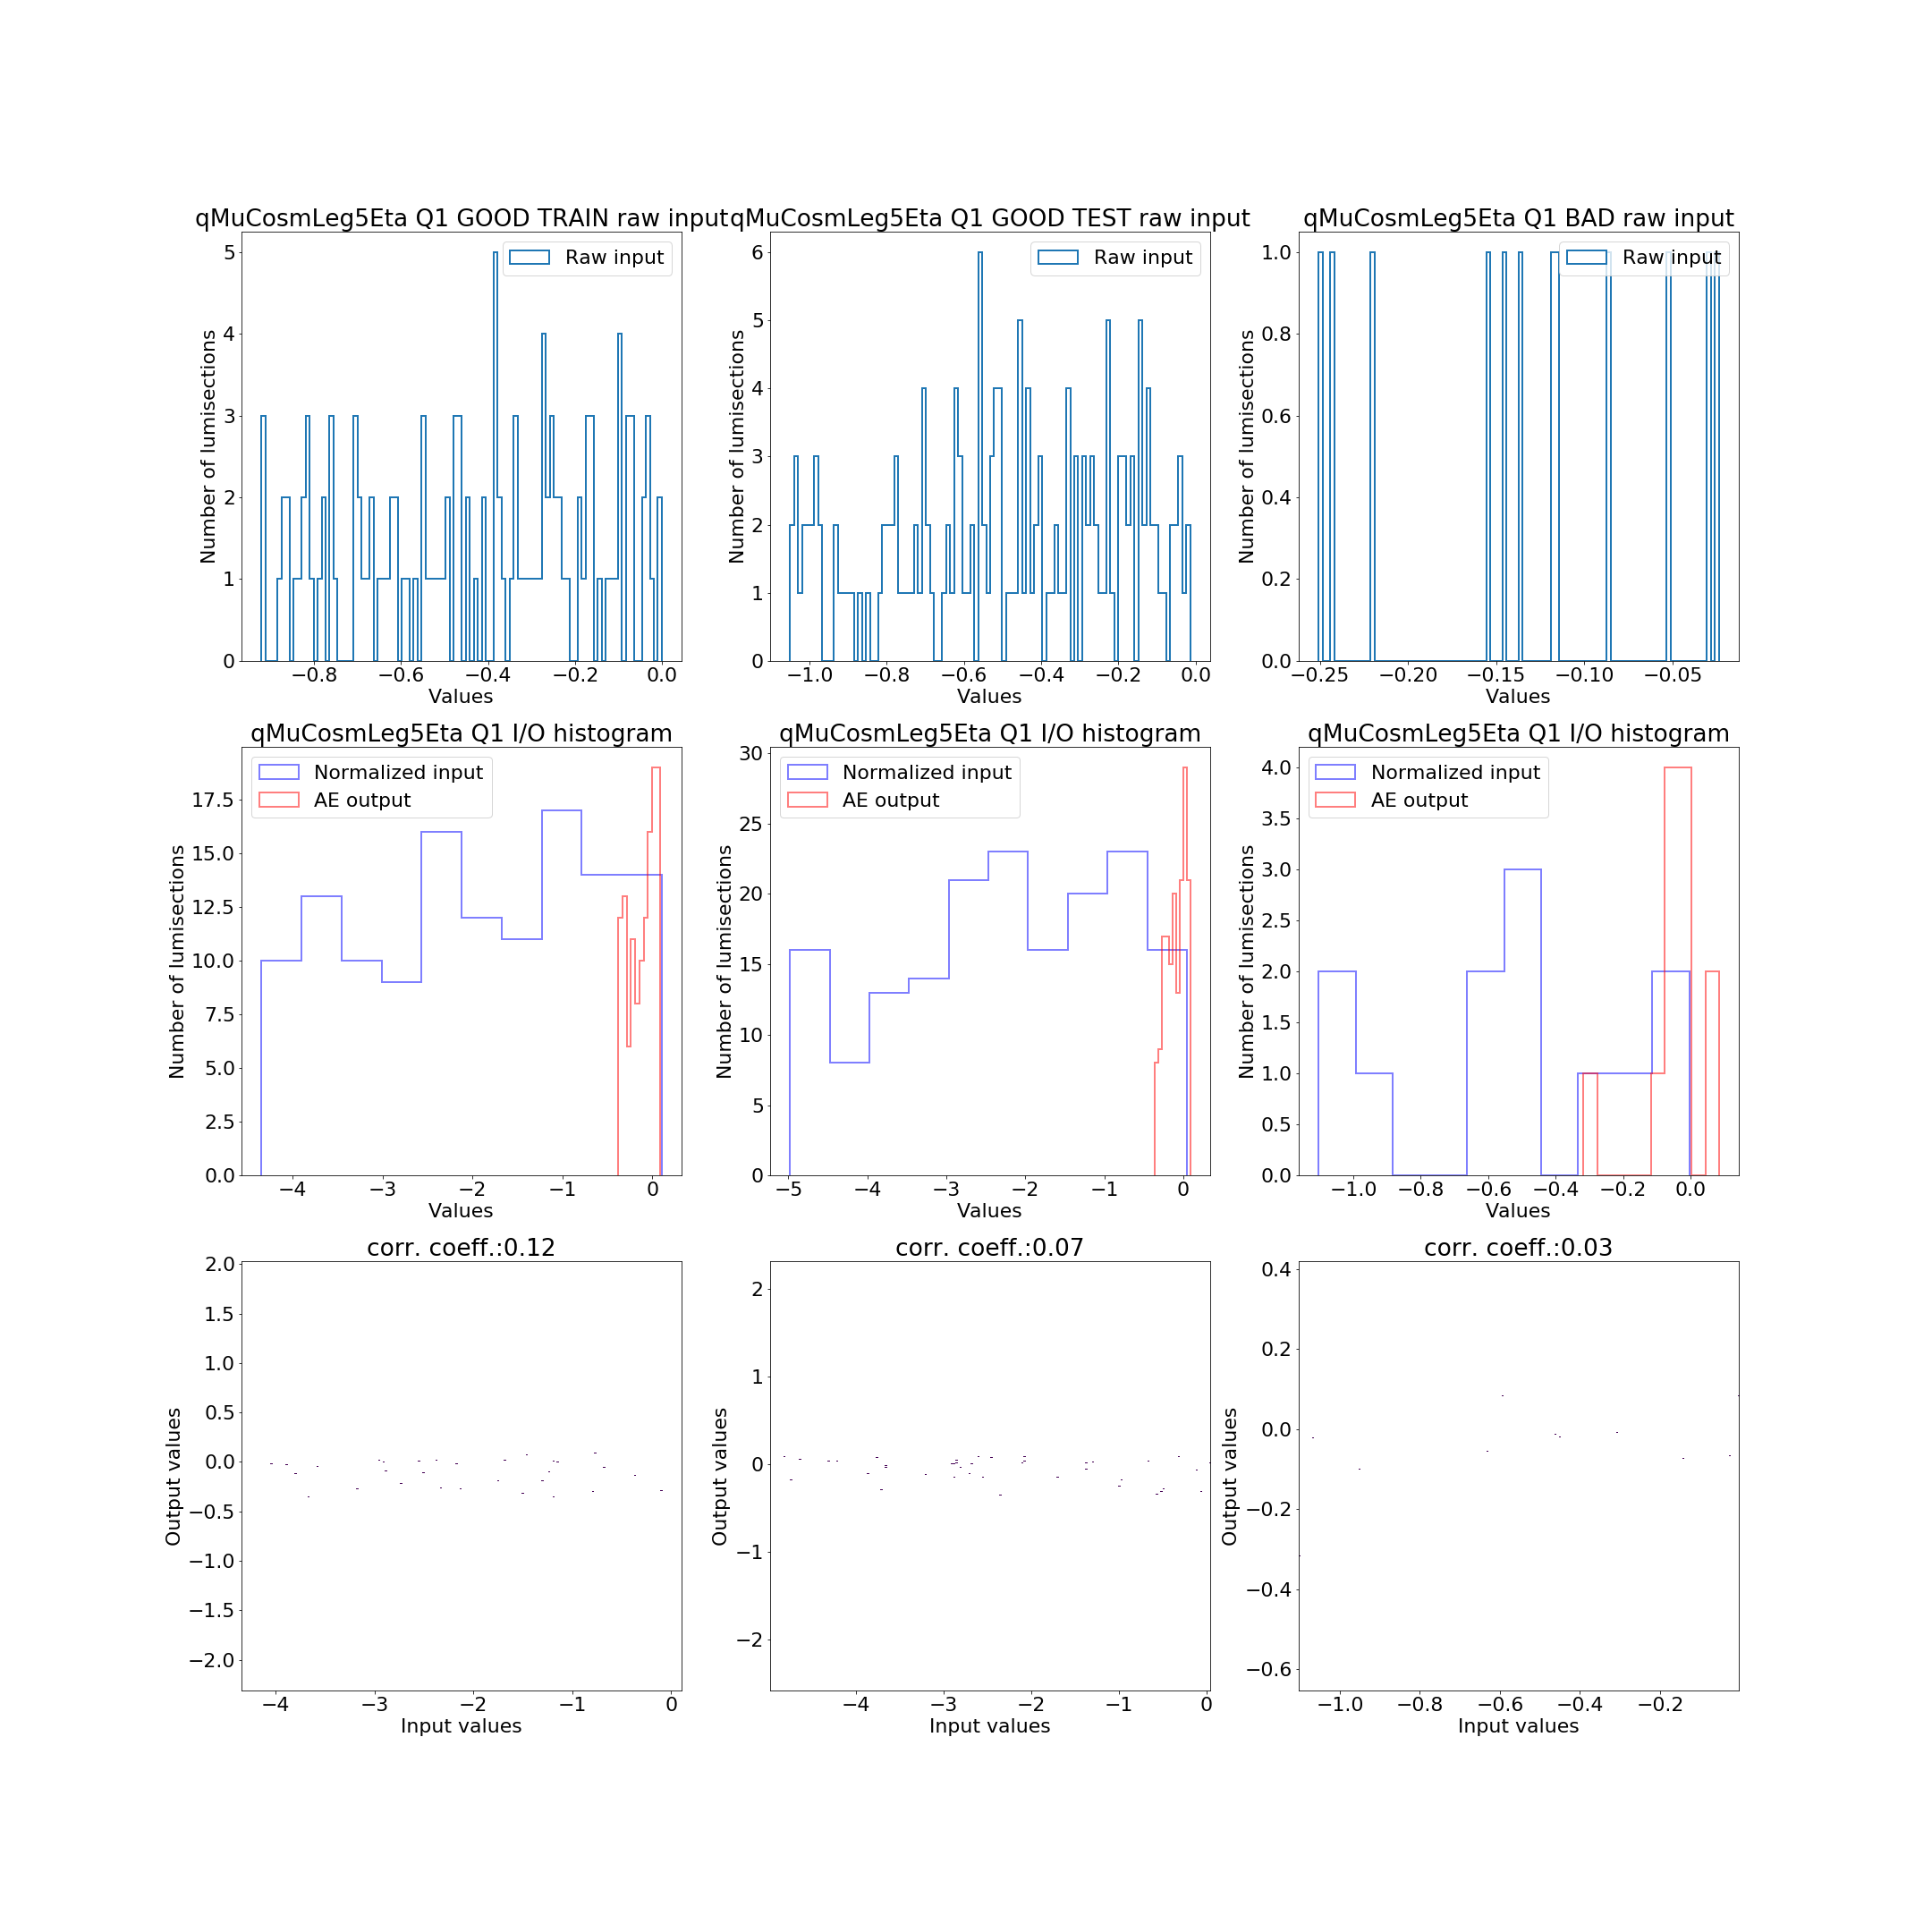 qMuCosmLeg5Eta Q1 GOOD TRAIN raw input
Number of lumisections
5
4
3
2
1
0
Raw input
−0.8 −0.6 −0.4 −0.2 0.0
Values
qMuCosmLeg5Eta Q1 GOOD TEST raw input
Number of lumisections
6
5
4
3
2
1
0
Raw input
−1.0 −0.8 −0.6 −0.4 −0.2 0.0
Values
qMuCosmLeg5Eta Q1 BAD raw input
Number of lumisections
1.0
0.8
0.6
0.4
0.2
0.0
Raw input
−0.25 −0.20 −0.15 −0.10 −0.05
Values
qMuCosmLeg5Eta Q1 I/O histogram
Number of lumisections
17.5
15.0
12.5
10.0
7.5
5.0
2.5
0.0
Normalized input
AE output
−4 −3 −2 −1 0
Values
qMuCosmLeg5Eta Q1 I/O histogram
Number of lumisections
30
25
20
15
10
5
0
Normalized input
AE output
−5 −4 −3 −2 −1 0
Values
qMuCosmLeg5Eta Q1 I/O histogram
Number of lumisections
4.0
3.5
3.0
2.5
2.0
1.5
1.0
0.5
0.0
Normalized input
AE output
−1.0 −0.8 −0.6 −0.4 −0.2 0.0
Values
corr. coeff.:0.12
Output values
2.0
1.5
1.0
0.5
0.0
−0.5
−1.0
−1.5
−2.0
−4 −3 −2 −1 0
Input values
corr. coeff.:0.07
Output values
2
1
0
−1
−2
−4 −3 −2 −1 0
Input values
corr. coeff.:0.03
Output values
0.4
0.2
0.0
−0.2
−0.4
−0.6
−1.0 −0.8 −0.6 −0.4 −0.2
Input values